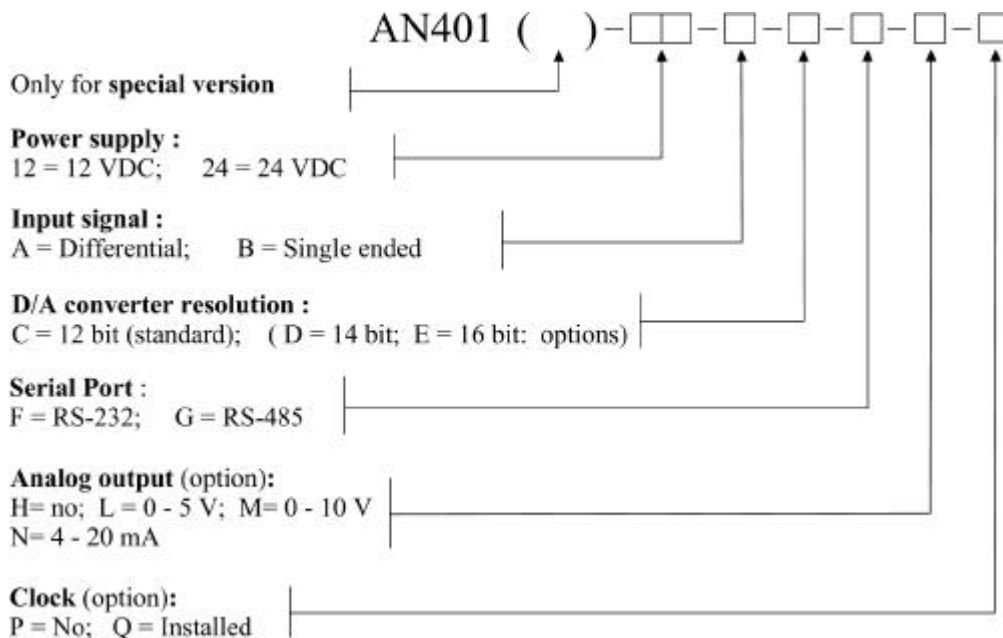 AN401 ( ) - □□ - □ - □ - □ - □ - □
Only for special version
Power supply :
12 = 12 VDC; 24 = 24 VDC
Input signal :
A = Differential; B = Single ended
D/A converter resolution :
C = 12 bit (standard); ( D = 14 bit; E = 16 bit: options)
Serial Port :
F = RS-232; G = RS-485
Analog output (option):
H= no; L = 0 - 5 V; M= 0 - 10 V
N= 4 - 20 mA
Clock (option):
P = No; Q = Installed